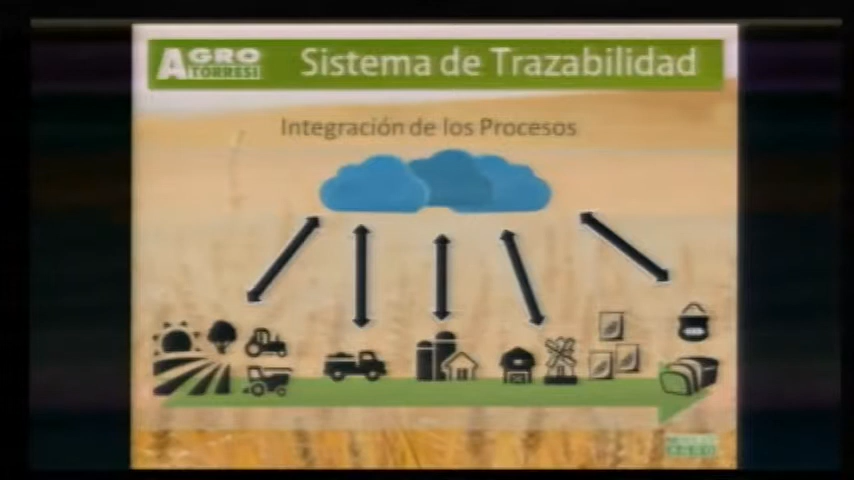 AGRO
TORRESI
Sistema de Trazabilidad
Integración de los Procesos